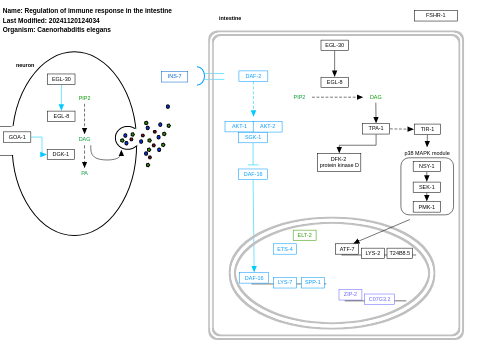 Name: Regulation of immune response in the intestine
Last Modified: 20241120124034
Organism: Caenorhabditis elegans
intestine
FSHR-1
neuron
EGL-30
PIP2
EGL-8
GOA-1
DAG
DGK-1
PA
INS-7
DAF-2
AKT-1
AKT-2
SGK-1
DAF-16
EGL-30
EGL-8
PIP2
DAG
TPA-1
TIR-1
DFK-2
protein kinase D
p38 MAPK module
NSY-1
SEK-1
PMK-1
ELT-2
ETS-4
ATF-7
LYS-2
T24B8.5
DAF-16
LYS-7
SPP-1
ZIP-2
C07G3.2